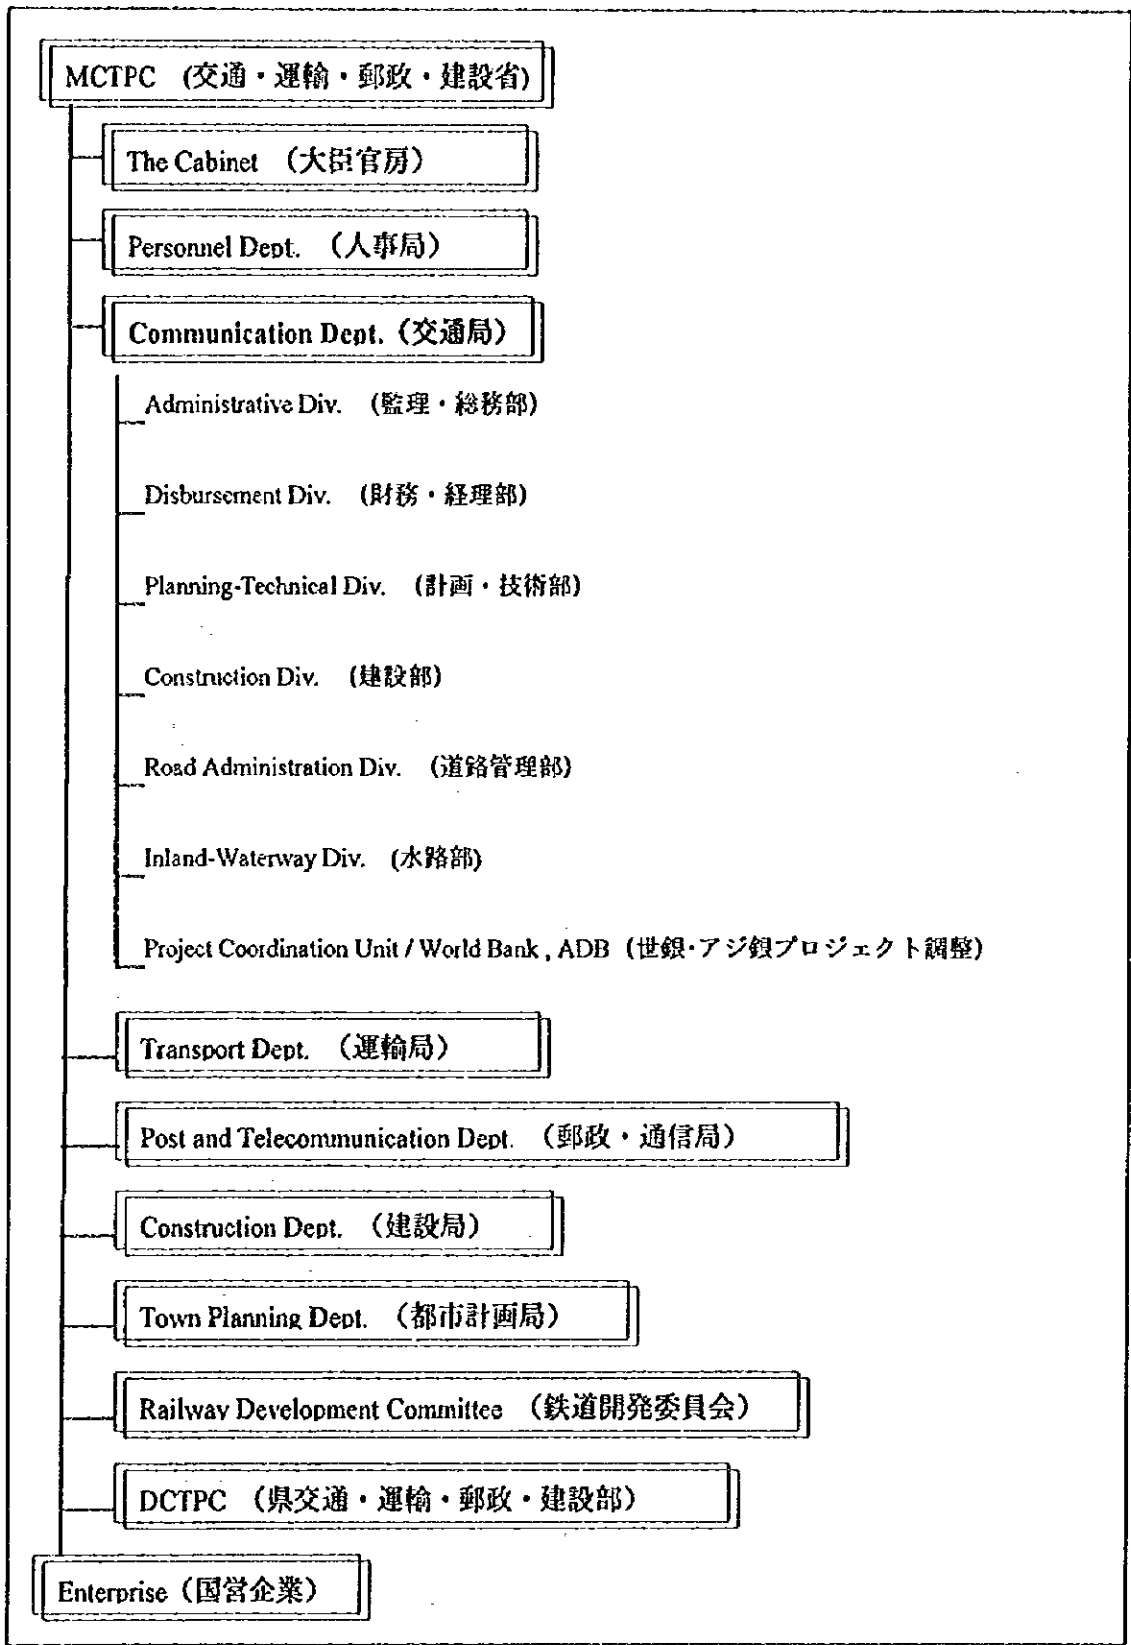 MCTPC (交通・運輸・郵政・建設省)
The Cabinet (大臣官房)
Personnel Dept. (人事局)
Communication Dept. (交通局)
Administrative Div. (監理・総務部)
Disbursement Div. (財務・経理部)
Planning-Technical Div. (計画・技術部)
Construction Div. (建設部)
Road Administration Div. (道路管理部)
Inland-Waterway Div. (水路部)
Project Coordination Unit / World Bank , ADB (世銀・アジ銀プロジェクト調整)
Transport Dept. (運輸局)
Post and Telecommunication Dept. (郵政・通信局)
Construction Dept. (建設局)
Town Planning Dept. (都市計画局)
Railway Development Committee (鉄道開発委員会)
DCTPC (県交通・運輸・郵政・建設部)
Enterprise (国営企業)